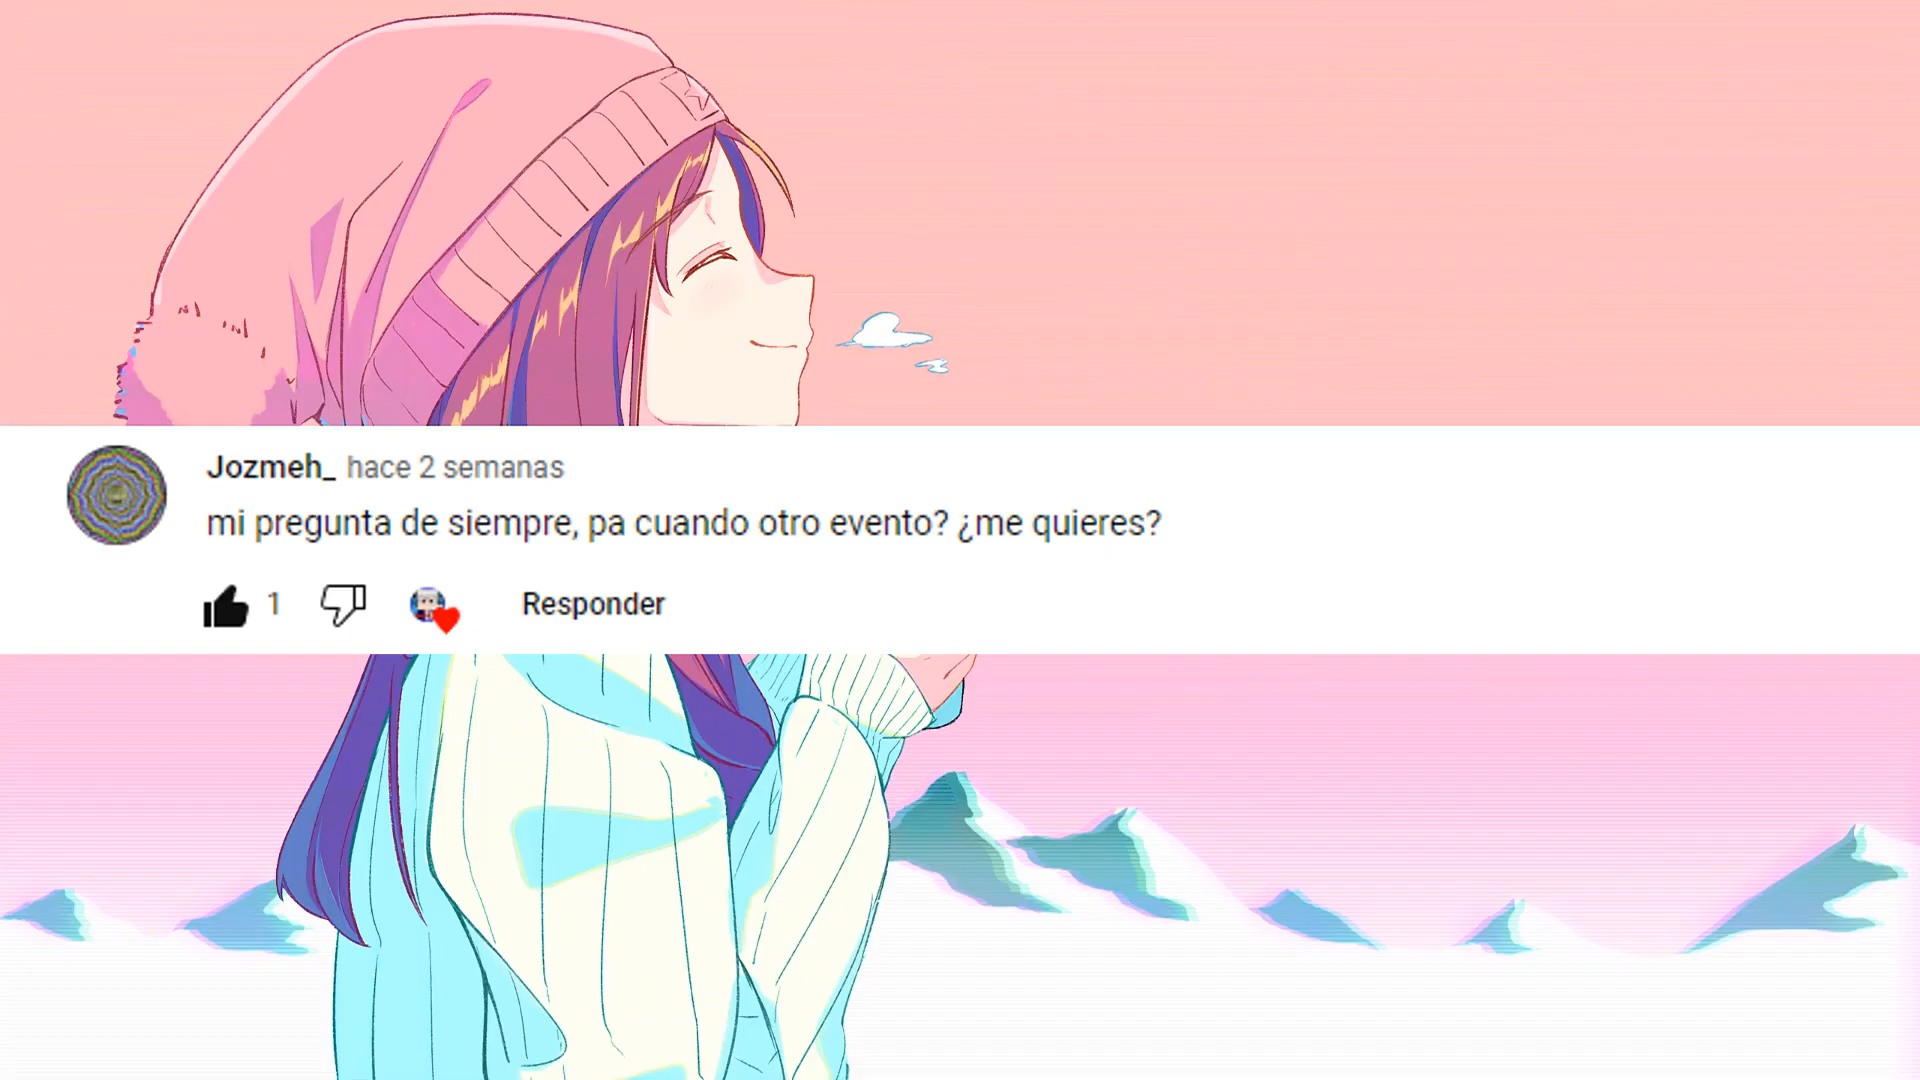 Jozmeh_ hace 2 semanas
mi pregunta de siempre, pa cuando otro evento? ¿me quieres?
1 Responder